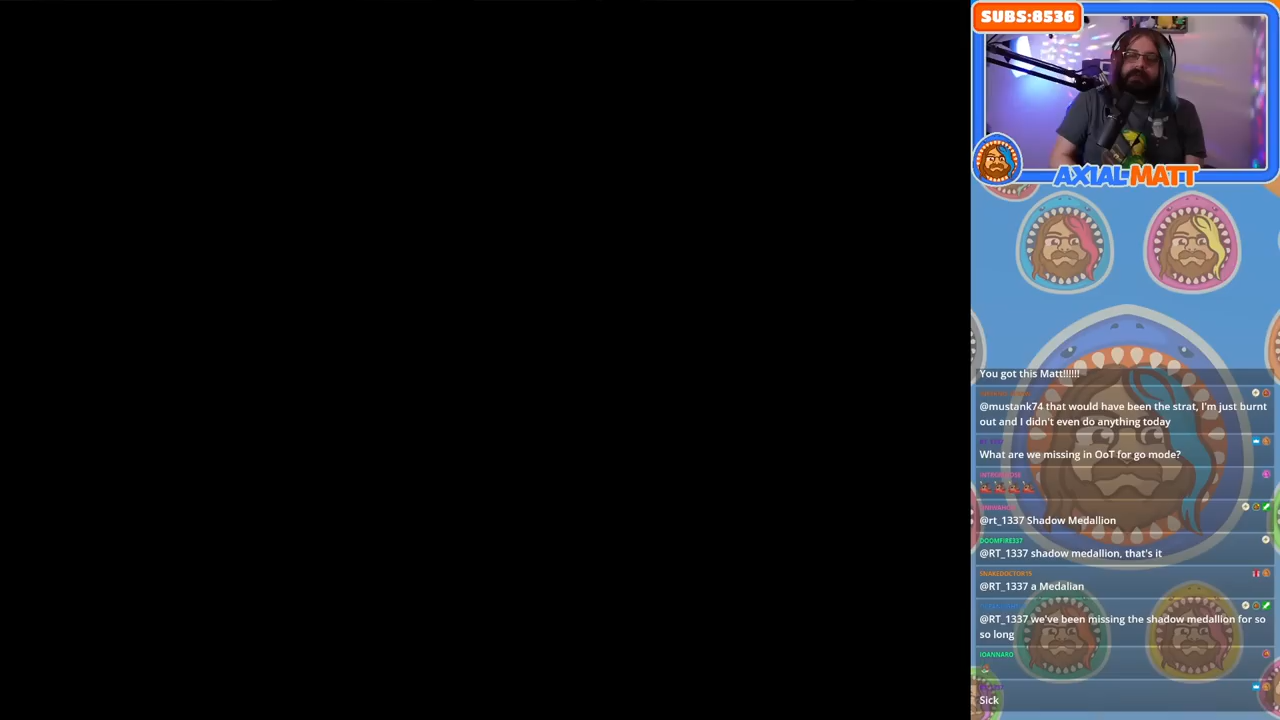 SUBS:8536
AXIAL MATT
You got this Matt!!!!!!
@mustank74 that would have been the strat, I'm just burnt
out and I didn't even do anything today
What are we missing in OoT for go mode?
@rt_1337 Shadow Medallion
DOOMFIRE337
@RT_1337 shadow medallion, that's it
SNAKEDOCTOR15
@RT_1337 a Medalian
@RT_1337 we've been missing the shadow medallion for so
so long
IOANNARD
Sick